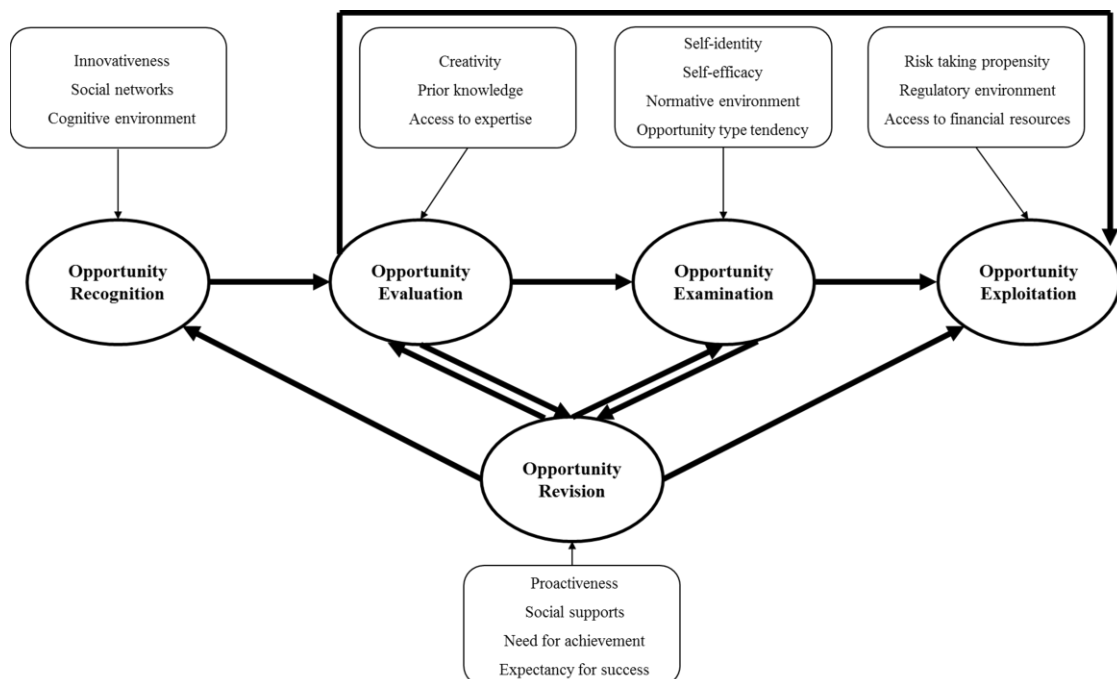 Innovativeness
Social networks
Cognitive environment
Creativity
Prior knowledge
Access to expertise
Self-identity
Self-efficacy
Normative environment
Opportunity type tendency
Risk taking propensity
Regulatory environment
Access to financial resources
Opportunity
Recognition
Opportunity
Evaluation
Opportunity
Examination
Opportunity
Exploitation
Opportunity
Revision
Proactiveness
Social supports
Need for achievement
Expectancy for success